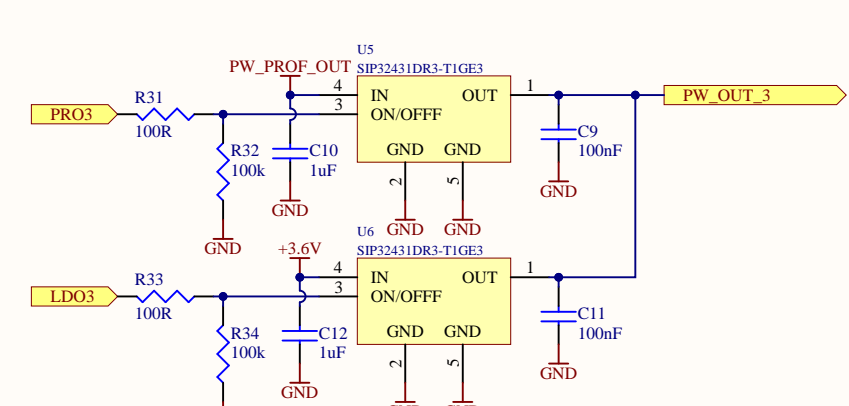 U5
PW_PROF_OUT SIP32431DR3-T1GE3
4 IN OUT 1 PW_OUT_3
R31 3 ON/OFFF
PRO3
100R
C9
R32 C10 GND GND 100nF
100k 1uF
2 5
GND
GND
GND GND
U6
GND
+3.6V SIP32431DR3-T1GE3
4 IN OUT 1
R33 3 ON/OFFF
LDO3
100R
C11
R34 C12 GND GND 100nF
100k 1uF
2 5
GND
GND